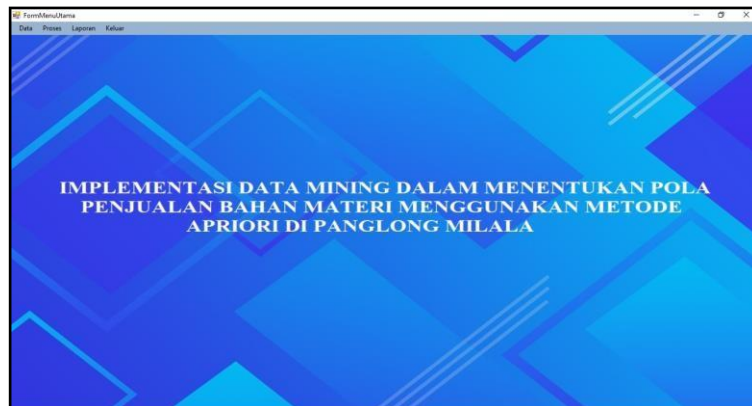 FormMenuUtama
Data Proses Laporan Keluar
IMPLEMENTASI DATA MINING DALAM MENENTUKAN POLA
PENJUALAN BAHAN MATERI MENGGUNAKAN METODE
APRIORI DI PANGLONG MILALA